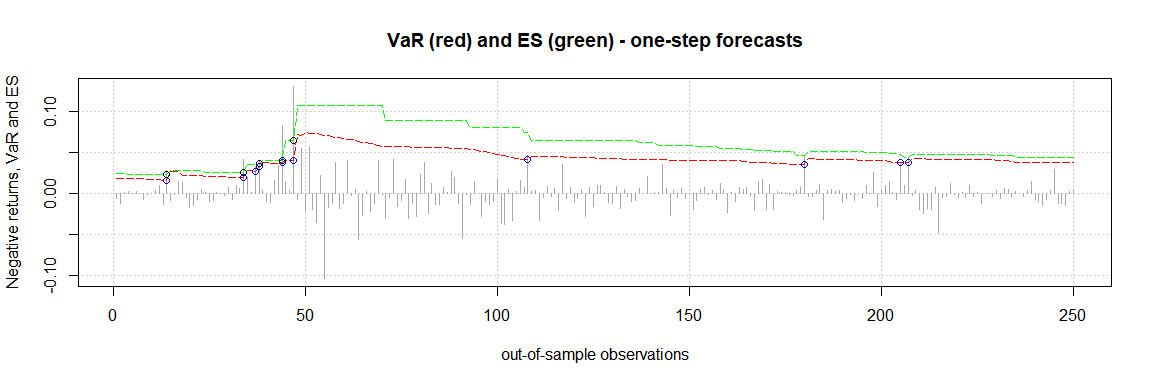 VaR (red) and ES (green) - one-step forecasts
Negative returns, VaR and ES
0.10
0.00
-0.10
0 50 100 150 200 250
out-of-sample observations